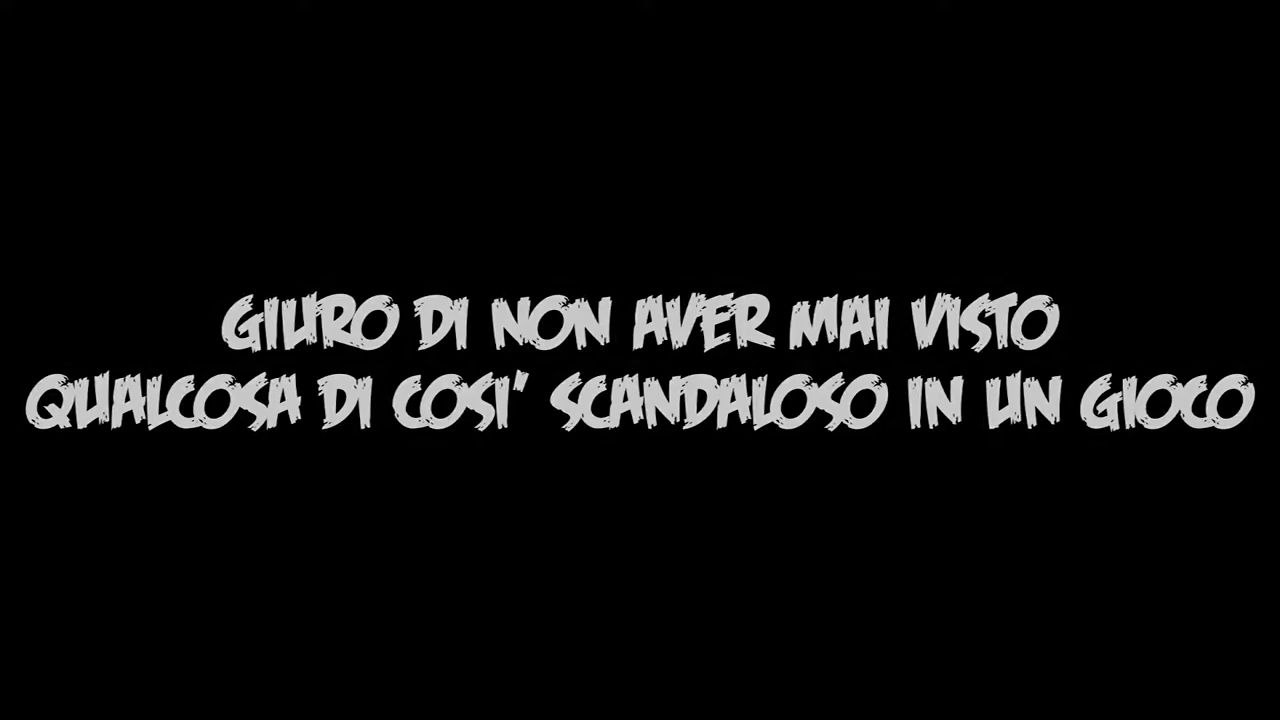 GIURO DI NON AVER MAI VISTO
QUALCOSA DI COSI' SCANDALOSO IN UN GIOCO